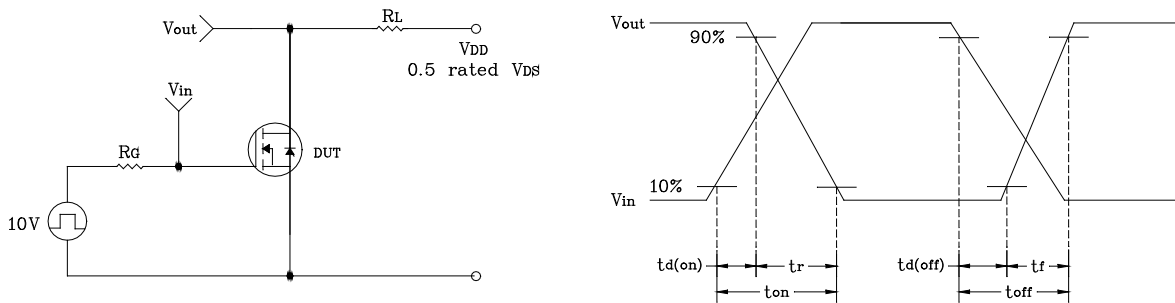 Vout
RL
VDD
0.5 rated VDS
Vin
RG
DUT
10V
Vout
90%
10%
Vin
td(on)
tr
td(off)
tf
ton
toff